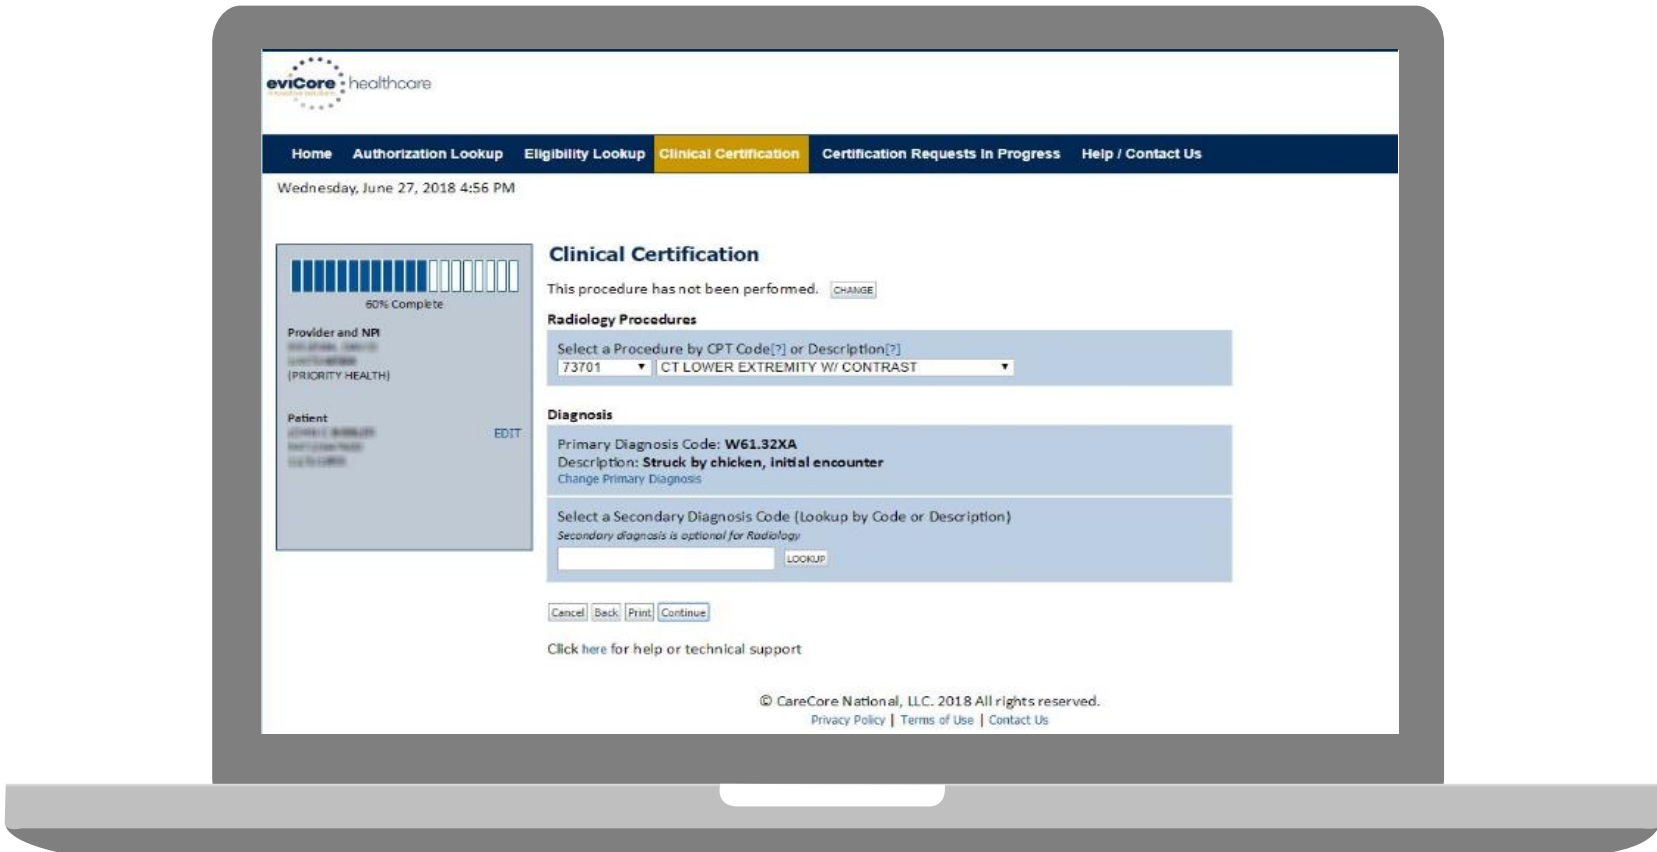 eviCore healthcare
Home Authorization Lookup Eligibility Lookup Clinical Certification Certification Requests In Progress Help / Contact Us
Wednesday, June 27, 2018 4:56 PM
60% Complete
Provider and NPI
(PRIORITY HEALTH)
Patient
EDIT
Clinical Certification
This procedure has not been performed. CHANGE
Radiology Procedures
Select a Procedure by CPT Code[?] or Description[?]
73701 CT LOWER EXTREMITY W/ CONTRAST
Diagnosis
Primary Diagnosis Code: W61.32XA
Description: Struck by chicken, initial encounter
Change Primary Diagnosis
Select a Secondary Diagnosis Code (Lookup by Code or Description)
Secondary diagnosis is optional for Radiology
LOOKUP
Cancel Back Print Continue
Click here for help or technical support
© CareCore National, LLC. 2018 All rights reserved.
Privacy Policy | Terms of Use | Contact Us